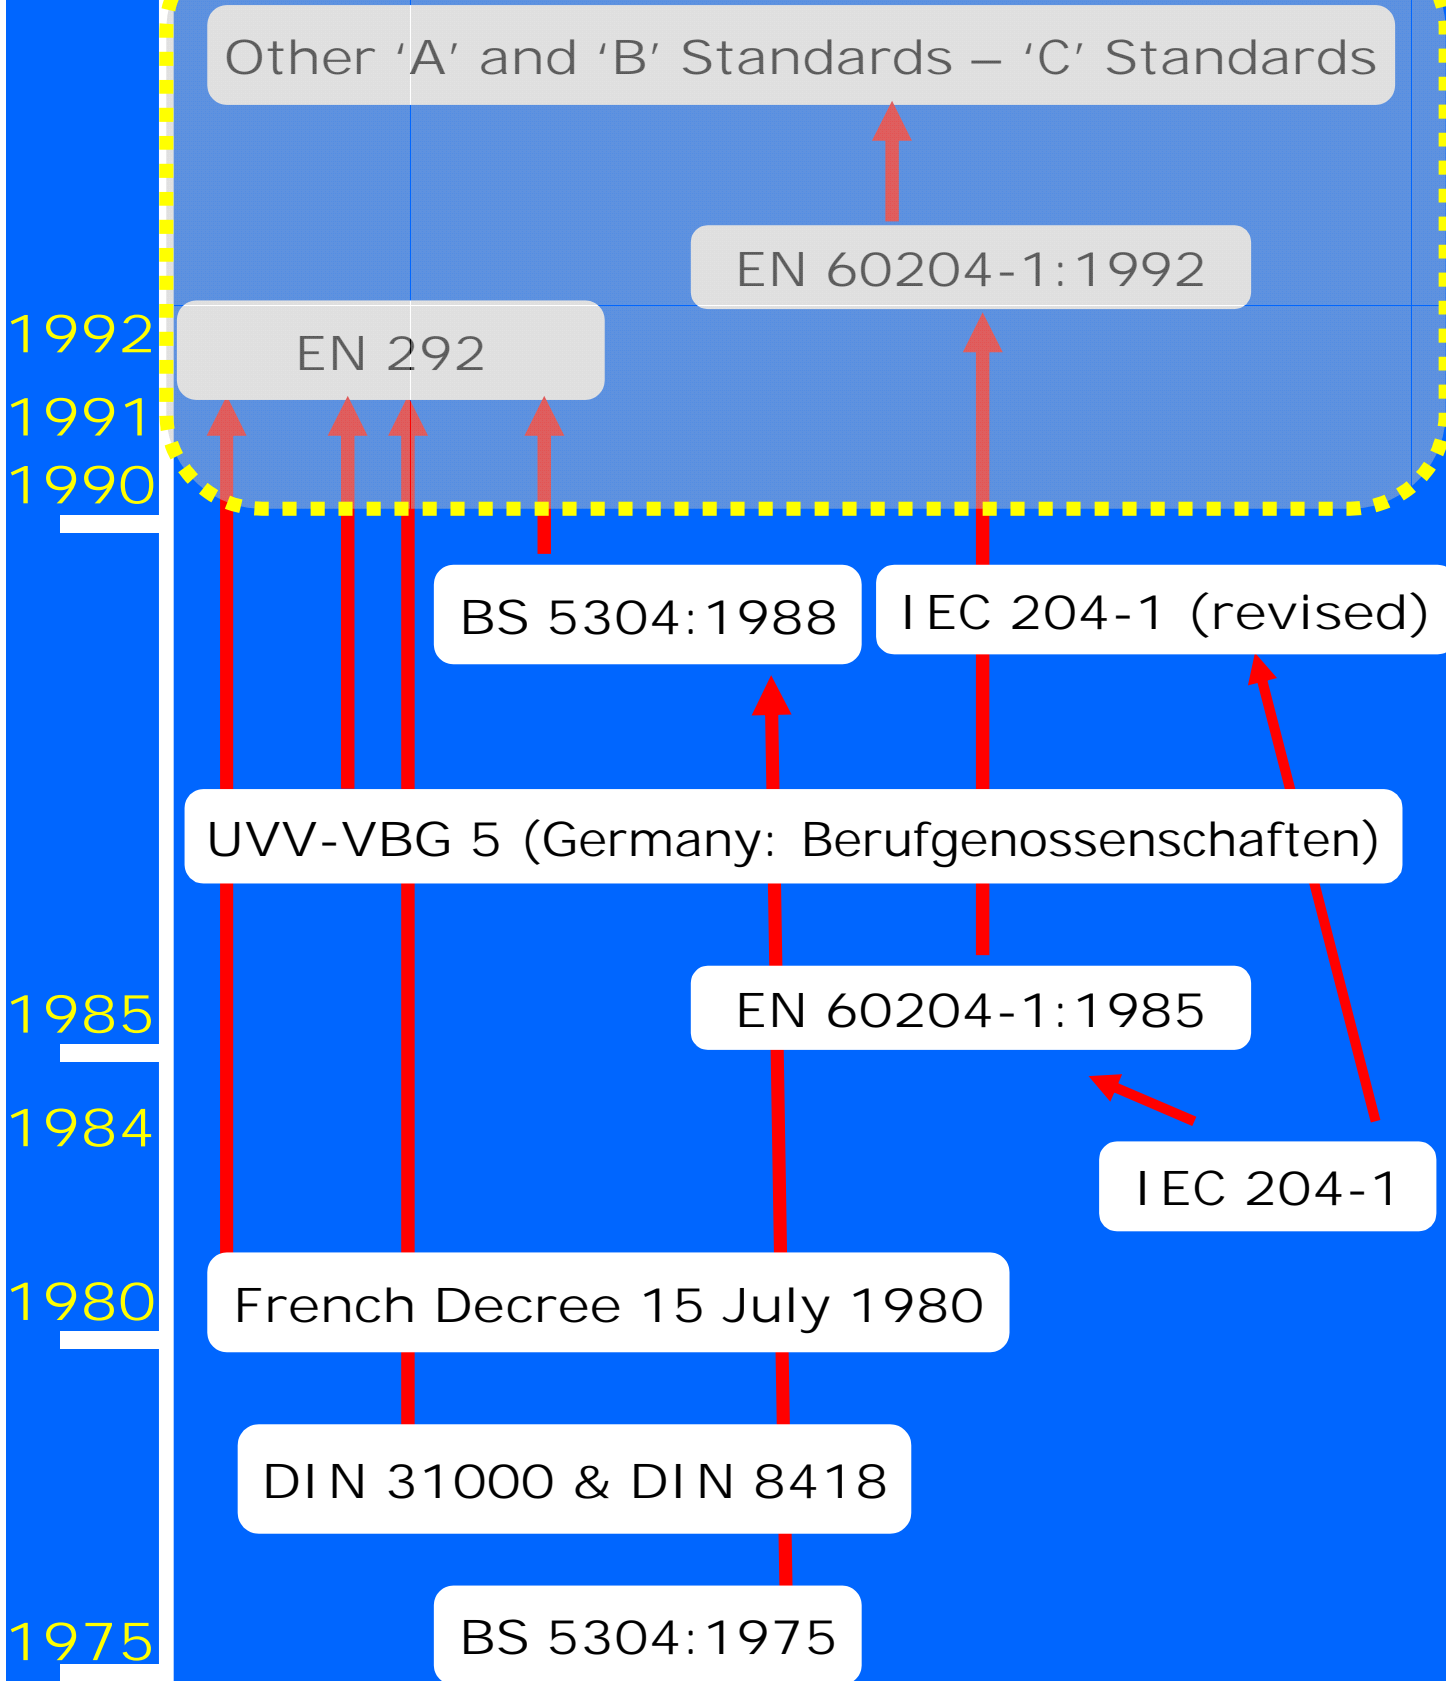 Other ‘A’ and ‘B’ Standards – ‘C’ Standards
EN 60204-1:1992
1992
EN 292
1991
1990
BS 5304:1988
IEC 204-1 (revised)
UVV-VBG 5 (Germany: Berufgenossenschaften)
1985
EN 60204-1:1985
1984
IEC 204-1
1980
French Decree 15 July 1980
DIN 31000 & DIN 8418
1975
BS 5304:1975